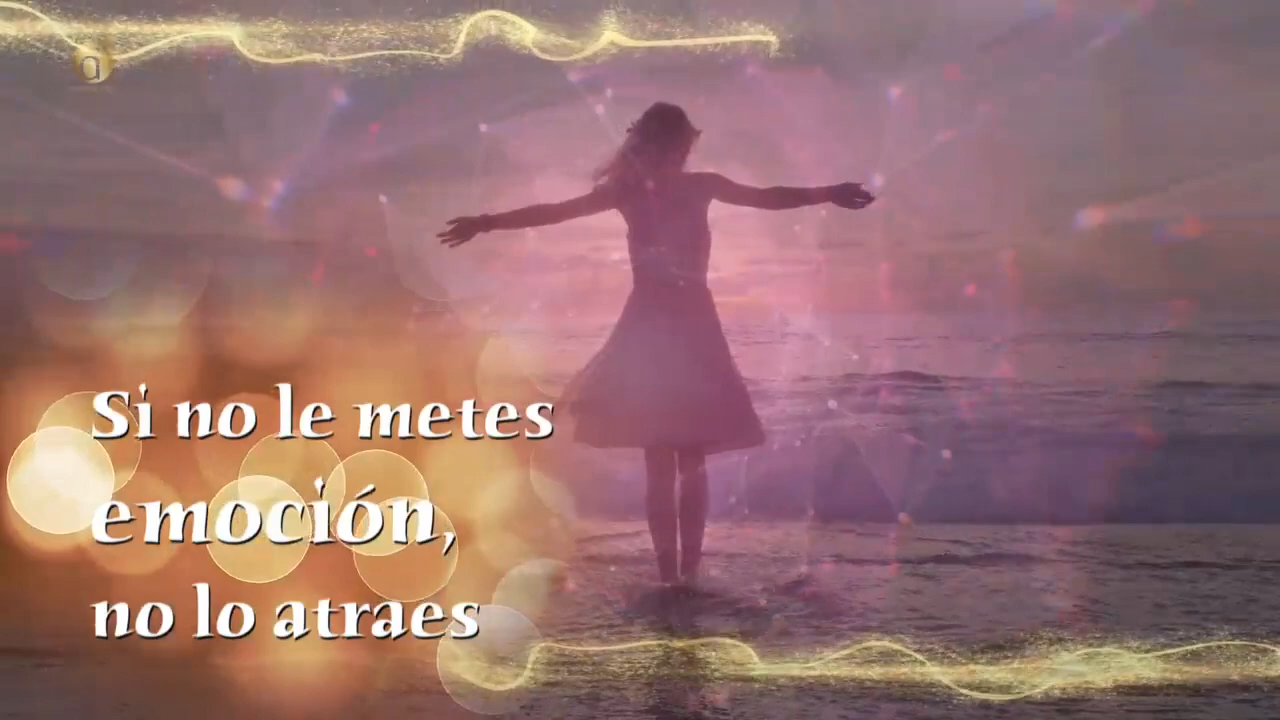 a
Si no le metes
emoción,
no lo atraes